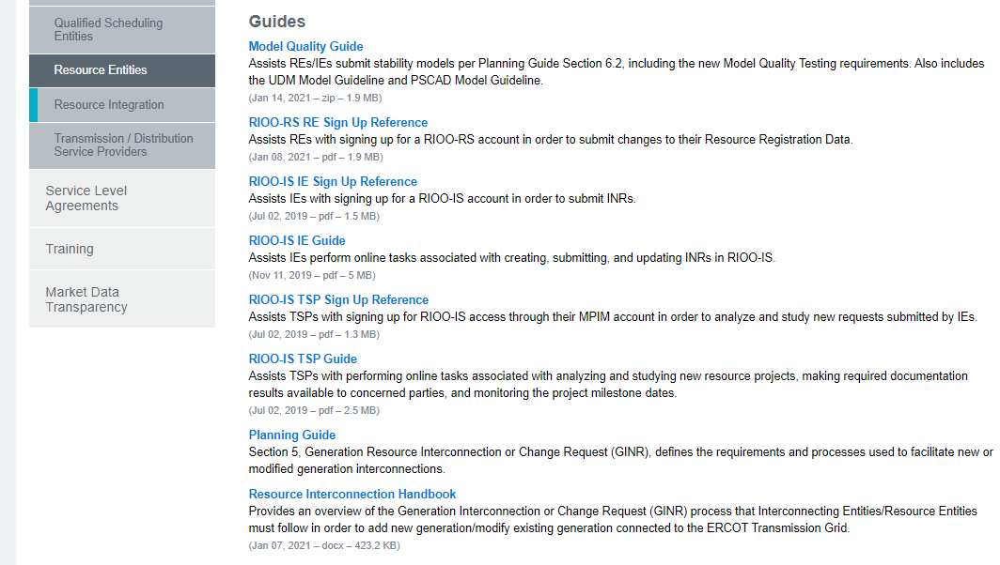 Qualified Scheduling
Entities
Resource Entities
Resource Integration
Transmission / Distribution
Service Providers
Service Level
Agreements
Training
Market Data
Transparency
Guides
Model Quality Guide
Assists REs/IEs submit stability models per Planning Guide Section 6.2, including the new Model Quality Testing requirements. Also includes
the UDM Model Guideline and PSCAD Model Guideline.
(Jan 14, 2021 – zip – 1.9 MB)
RIOO-RS RE Sign Up Reference
Assists REs with signing up for a RIOO-RS account in order to submit changes to their Resource Registration Data.
(Jan 08, 2021 – pdf – 1.9 MB)
RIOO-IS IE Sign Up Reference
Assists IEs with signing up for a RIOO-IS account in order to submit INRs.
(Jul 02, 2019 – pdf – 1.5 MB)
RIOO-IS IE Guide
Assists IEs perform online tasks associated with creating, submitting, and updating INRs in RIOO-IS.
(Nov 11, 2019 – pdf – 5 MB)
RIOO-IS TSP Sign Up Reference
Assists TSPs with signing up for RIOO-IS access through their MPIM account in order to analyze and study new requests submitted by IEs.
(Jul 02, 2019 – pdf – 1.3 MB)
RIOO-IS TSP Guide
Assists TSPs with performing online tasks associated with analyzing and studying new resource projects, making required documentation
results available to concerned parties, and monitoring the project milestone dates.
(Jul 02, 2019 – pdf – 2.5 MB)
Planning Guide
Section 5, Generation Resource Interconnection or Change Request (GINR), defines the requirements and processes used to facilitate new or
modified generation interconnections.
Resource Interconnection Handbook
Provides an overview of the Generation Interconnection or Change Request (GINR) process that Interconnecting Entities/Resource Entities
must follow in order to add new generation/modify existing generation connected to the ERCOT Transmission Grid.
(Jan 07, 2021 – docx – 423.2 KB)